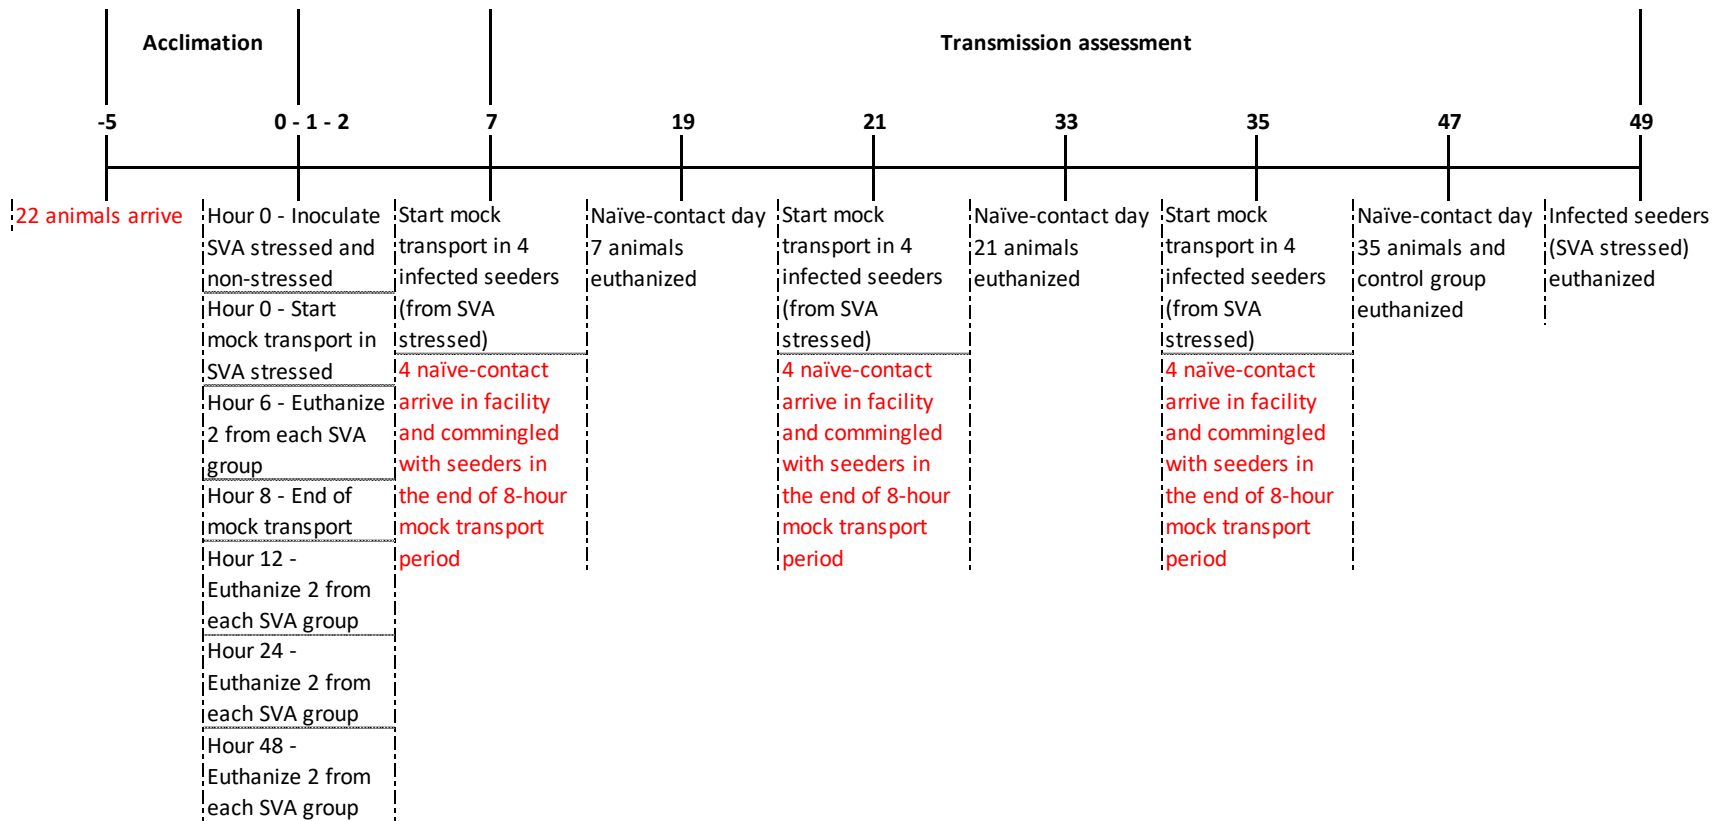 Acclimation
Transmission assessment
-5
0 - 1 - 2
7
19
21
33
35
47
49
22 animals arrive
Hour 0 - Inoculate
SVA stressed and
non-stressed
Hour 0 - Start
mock transport in
SVA stressed
Hour 6 - Euthanize
2 from each SVA
group
Hour 8 - End of
mock transport
Hour 12 -
Euthanize 2 from
each SVA group
Hour 24 -
Euthanize 2 from
each SVA group
Hour 48 -
Euthanize 2 from
each SVA group
Start mock
transport in 4
infected seeders
(from SVA
stressed)
4 naïve-contact
arrive in facility
and commingled
with seeders in
the end of 8-hour
mock transport
period
Naïve-contact day
7 animals
euthanized
Start mock
transport in 4
infected seeders
(from SVA
stressed)
4 naïve-contact
arrive in facility
and commingled
with seeders in
the end of 8-hour
mock transport
period
Naïve-contact day
21 animals
euthanized
Start mock
transport in 4
infected seeders
(from SVA
stressed)
4 naïve-contact
arrive in facility
and commingled
with seeders in
the end of 8-hour
mock transport
period
Naïve-contact day
35 animals and
control group
euthanized
Infected seeders
(SVA stressed)
euthanized